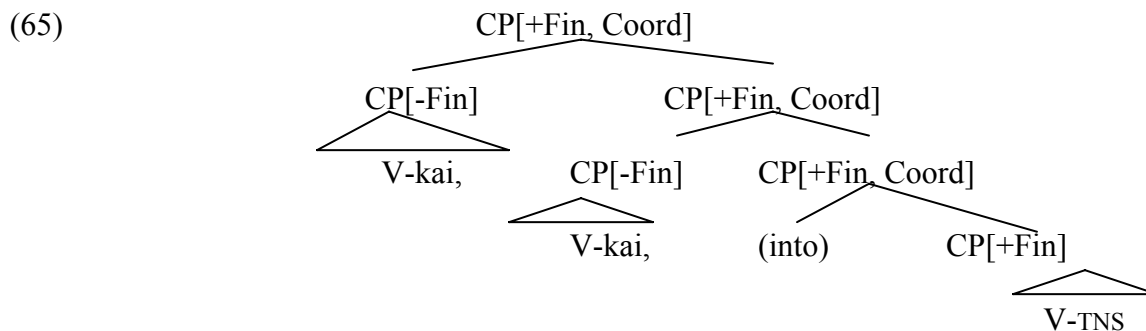 (65) CP[+Fin, Coord]
CP[-Fin] CP[+Fin, Coord]
V-kai, CP[-Fin] CP[+Fin, Coord]
V-kai, (into) CP[+Fin]
V-TNS